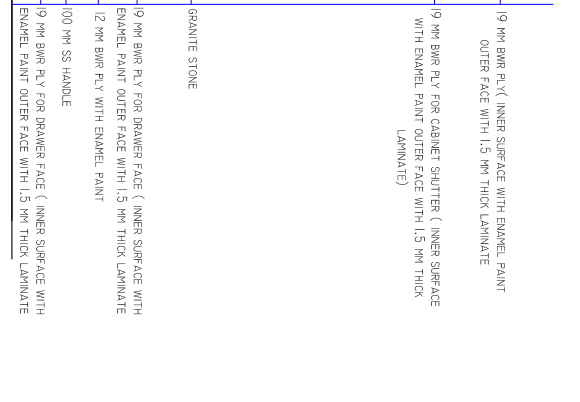 19 MM BWR PLY( INNER SURFACE WITH ENAMEL PAINT
OUTER FACE WITH 1.5 MM THICK LAMINATE
19 MM BWR PLY FOR CABINET SHUTTER ( INNER SURFACE
WITH ENAMEL PAINT OUTER FACE WITH 1.5 MM THICK
LAMINATE)
GRANITE STONE
19 MM BWR PLY FOR DRAWER FACE ( INNER SURFACE WITH
ENAMEL PAINT OUTER FACE WITH 1.5 MM THICK LAMINATE
12 MM BWR PLY WITH ENAMEL PAINT
100 MM SS HANDLE
19 MM BWR PLY FOR DRAWER FACE ( INNER SURFACE WITH
ENAMEL PAINT OUTER FACE WITH 1.5 MM THICK LAMINATE